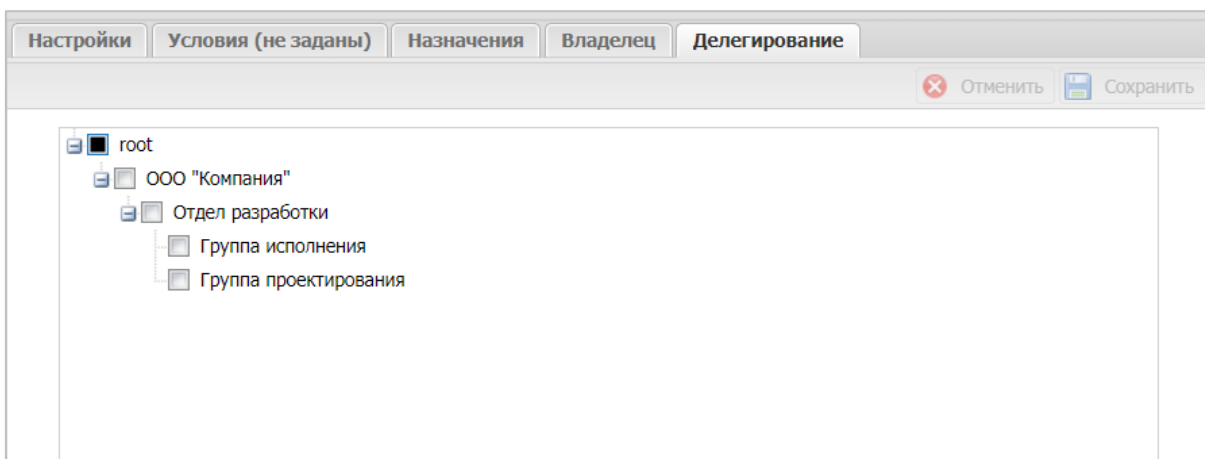 Настройки Условия (не заданы) Назначения Владелец Делегирование
Отменить Сохранить
root
ООО "Компания"
Отдел разработки
Группа исполнения
Группа проектирования